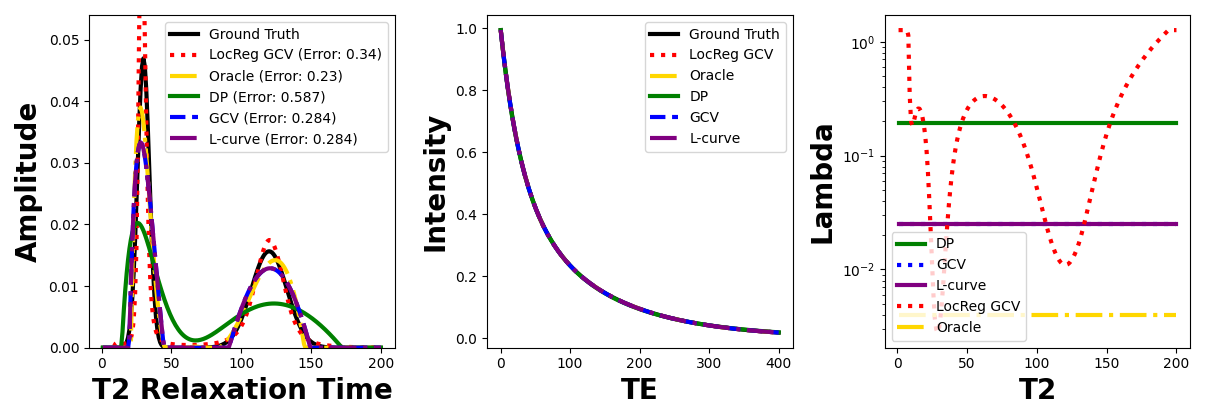 Amplitude
0.05
0.04
0.03
0.02
0.01
0.00
Ground Truth
LocReg GCV (Error: 0.34)
Oracle (Error: 0.23)
DP (Error: 0.587)
GCV (Error: 0.284)
L-curve (Error: 0.284)
0 50 100 150 200
T2 Relaxation Time
Intensity
1.0
0.8
0.6
0.4
0.2
0.0
Ground Truth
LocReg GCV
Oracle
DP
GCV
L-curve
0 100 200 300 400
TE
Lambda
10⁰
10⁻¹
10⁻²
DP
GCV
L-curve
LocReg GCV
Oracle
0 50 100 150 200
T2